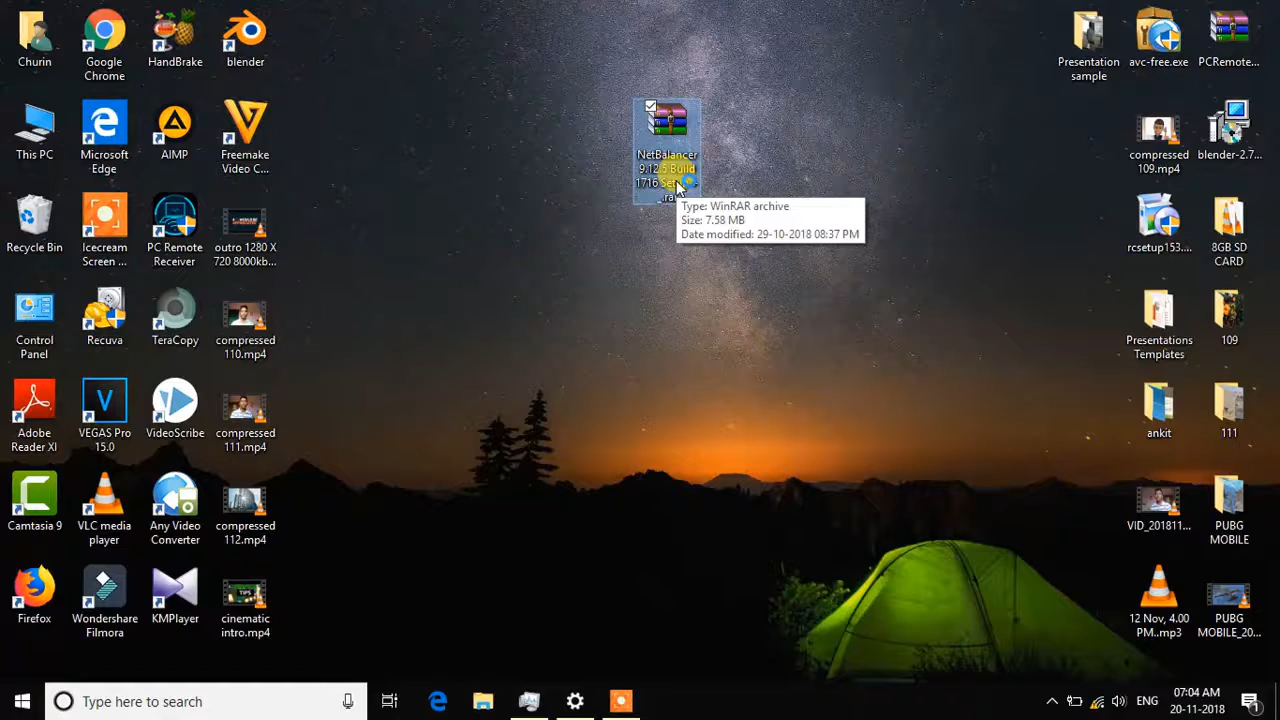 Churin
Google
Chrome
HandBrake
blender
This PC
Microsoft
Edge
AIMP
Freemake
Video C...
Recycle Bin
Icecream
Screen ...
PC Remote
Receiver
outro 1280 X
720 8000kb...
Control
Panel
Recuva
TeraCopy
compressed
110.mp4
Adobe
Reader XI
VEGAS Pro
15.0
VideoScribe
compressed
111.mp4
Camtasia 9
VLC media
player
Any Video
Converter
compressed
112.mp4
Firefox
Wondershare
Filmora
KMPlayer
cinematic
intro.mp4
NetBalancer
9.12.5 Build
1716
Type: WinRAR archive
Size: 7.58 MB
Date modified: 29-10-2018 08:37 PM
Presentation
sample
avc-free.exe
PCRemote...
compressed
109.mp4
blender-2.7...
rcsetup153....
8GB SD
CARD
Presentations
Templates
109
ankit
111
VID_201811...
PUBG
MOBILE
12 Nov, 4.00
PM..mp3
PUBG
MOBILE_20...
Type here to search
ENG
07:04 AM
20-11-2018
1